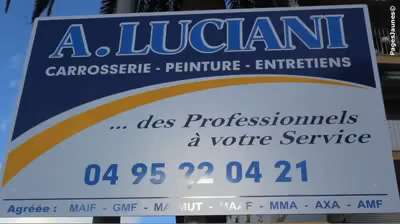 A. LUCIANI
CARROSSERIE - PEINTURE - ENTRETIENS
... des Professionnels
à votre Service
04 95 22 04 21
Agréée : MAIF - GMF - MAAF - MMA - AXA - AMF
PagesJaunes©